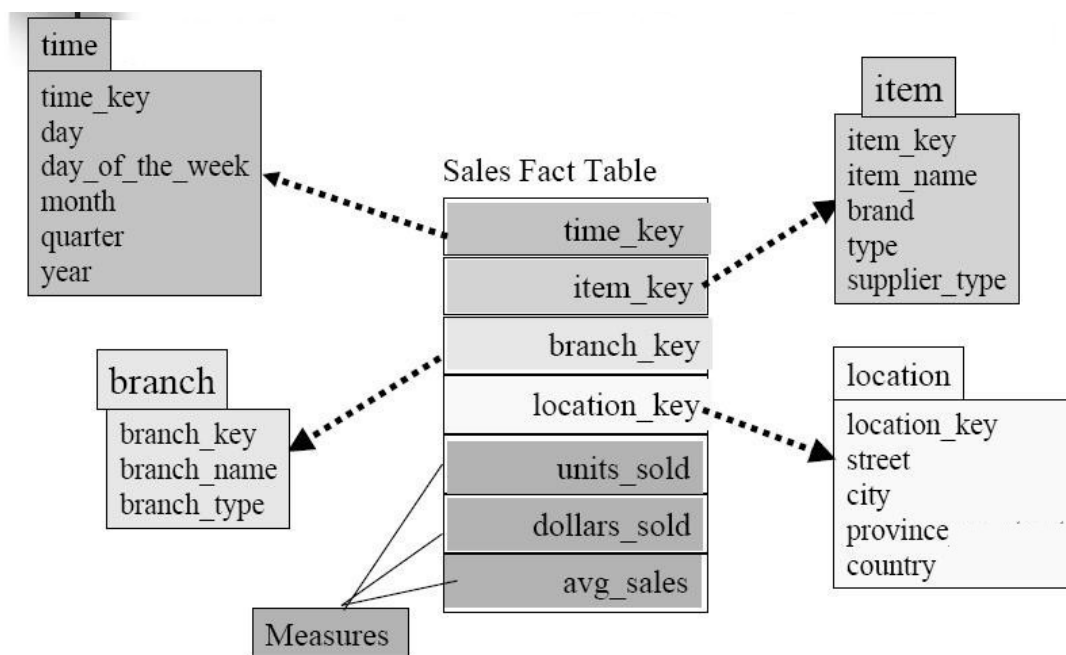 time
time_key
day
day_of_the_week
month
quarter
year
item
item_key
item_name
brand
type
supplier_type
Sales Fact Table
time_key
item_key
branch_key
location_key
units_sold
dollars_sold
avg_sales
branch
branch_key
branch_name
branch_type
location
location_key
street
city
province
country
Measures